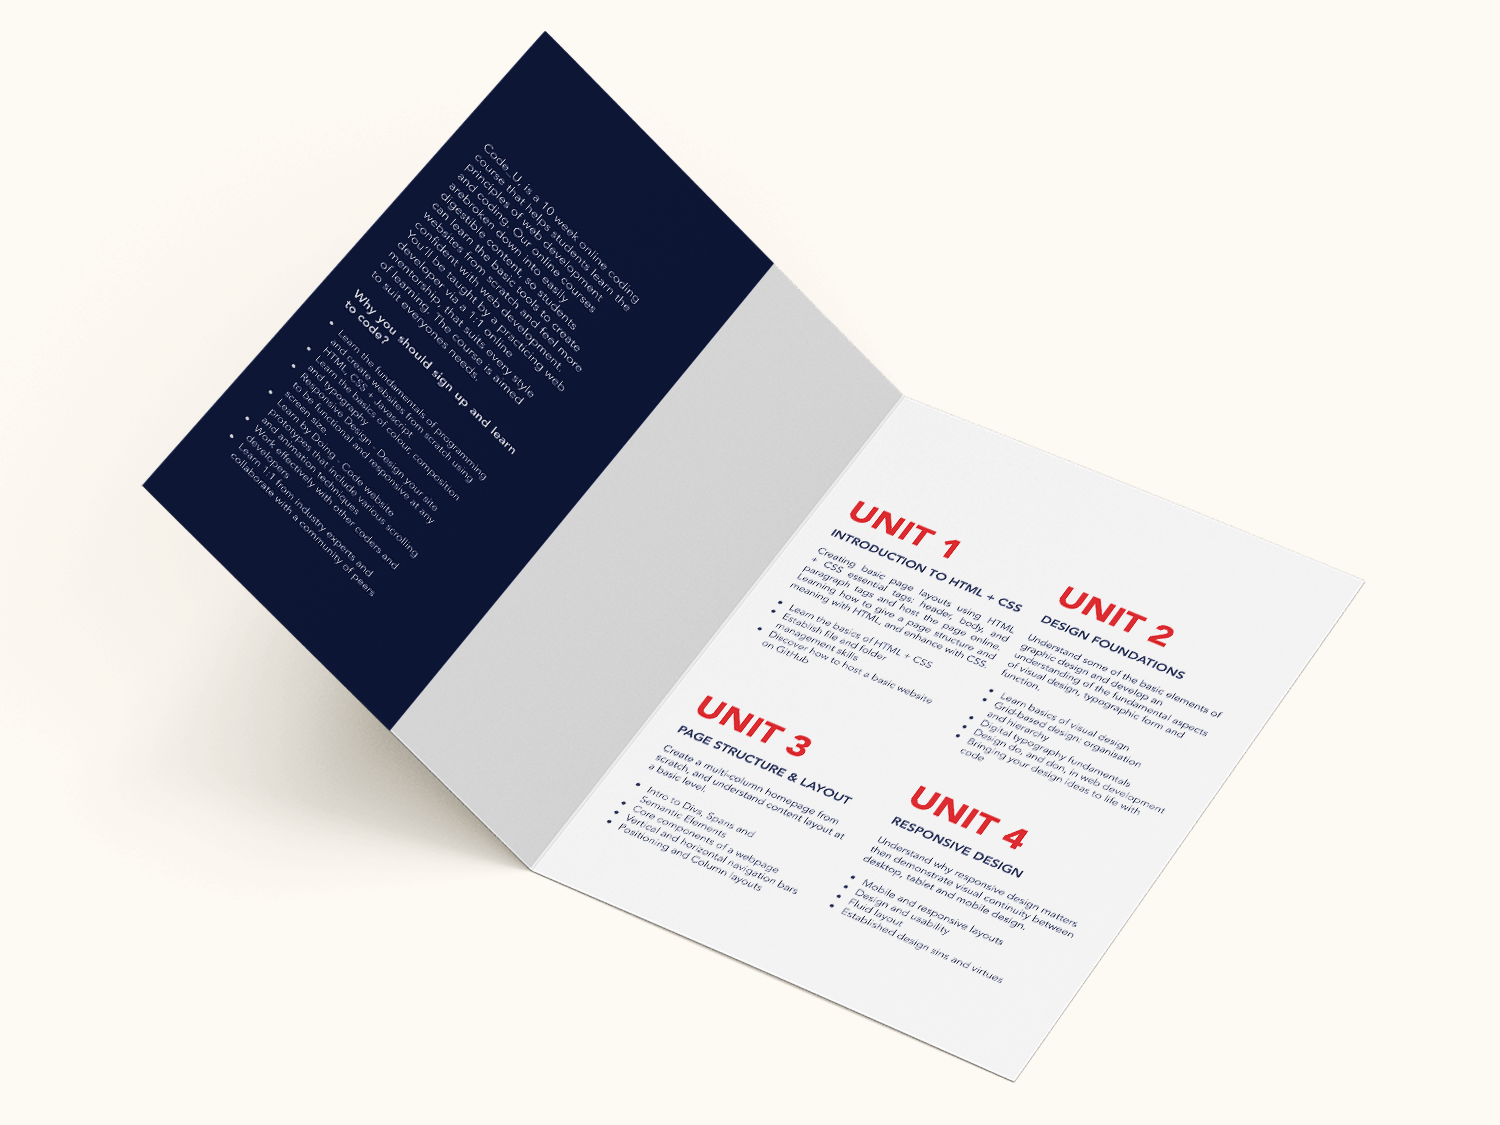 Code_U, is a 10 week online coding
course that helps students learn the
principles of web development
and coding. Our online courses
arebroken down into easily
digestible content, so students
can learn the basic tools to create
websites from scratch and feel more
confident with web development.
You'll be taught by a practicing web
developer via a 1:1 online
mentorship, that suits every style
of learning. The course is aimed
to suit everyones needs.
Why you should sign up and learn
to code?
• Learn the fundamentals of programming
and create websites from scratch using
HTML, CSS + Javascript
• Learn the basics of colour, composition
and typography
• Responsive Design - Design your site
to be functional and responsive at any
screen size.
• Learn by Doing - Code website
prototypes that include various scrolling
and animation techniques
• Work effectively with other coders and
developers
• Learn 1:1 from industry experts and
collaborate with a community of peers
UNIT 1
INTRODUCTION TO HTML + CSS
Creating basic page layouts using HTML
+ CSS essential tags: header, body, and
paragraph tags and host the page online.
Learning how to give a page structure and
meaning with HTML, and enhance with CSS.
• Learn the basics of HTML + CSS
• Establish file and folder
management skills
• Discover how to host a basic website
on GitHub
UNIT 2
DESIGN FOUNDATIONS
Understand some of the basic elements of
graphic design and develop an
understanding of the fundamental aspects
of visual design, typographic form and
function.
• Learn basics of visual design
• Grid-based design: organisation
and hierarchy
• Digital typography fundamentals
• Design do, and don, in web development
• Bringing your design ideas to life with
code
UNIT 3
PAGE STRUCTURE & LAYOUT
Create a multi-column homepage from
scratch, and understand content layout at
a basic level.
• Intro to Divs, Spans and
Semantic Elements
• Core components of a webpage
• Vertical and horizontal navigation bars
• Positioning and Column layouts
UNIT 4
RESPONSIVE DESIGN
Understand why responsive design matters
then demonstrate visual continuity between
desktop, tablet and mobile design.
• Mobile and responsive layouts
• Design and usability
• Fluid layout
• Established design sins and virtues